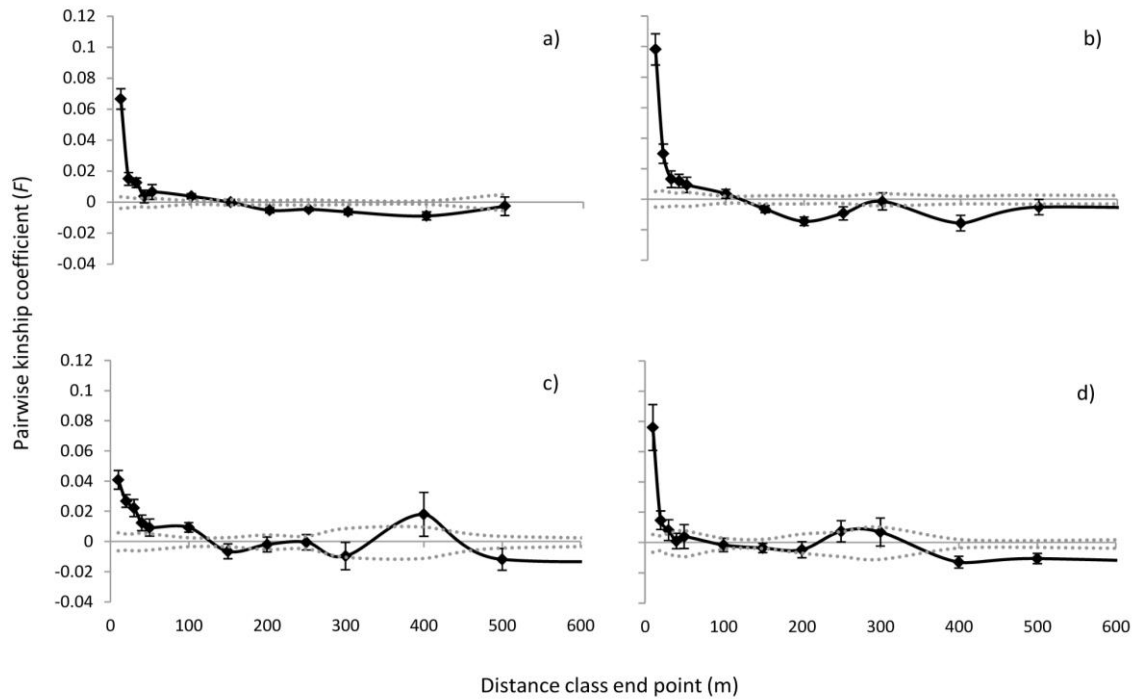 0.12
0.1
0.08
0.06
0.04
0.02
0
-0.02
-0.04
a)
b)
Pairwise kinship coefficient (F)
0.12
0.1
0.08
0.06
0.04
0.02
0
-0.02
-0.04
c)
d)
0 100 200 300 400 500 600
0 100 200 300 400 500 600
Distance class end point (m)